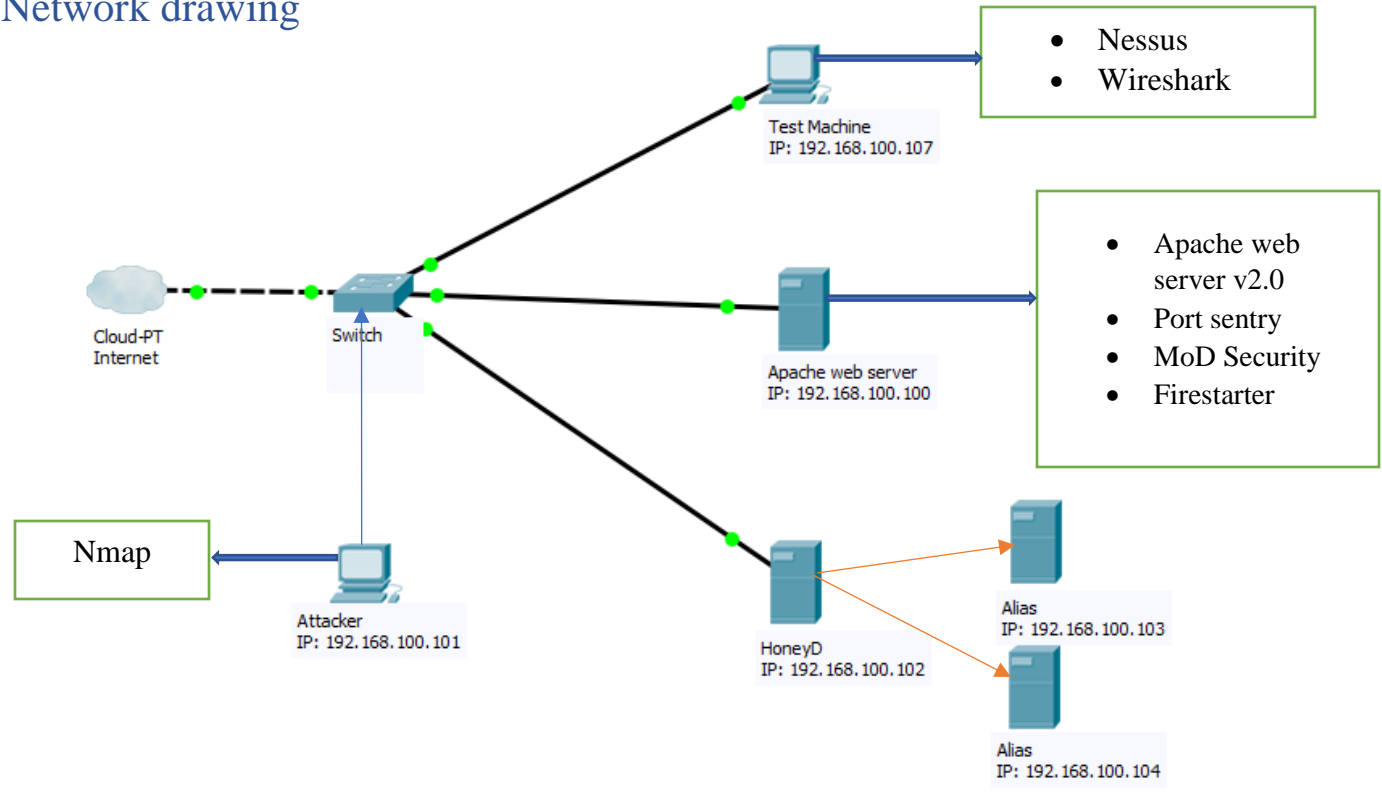 Network drawing
• Nessus
• Wireshark
Test Machine
IP: 192.168.100.107
• Apache web
server v2.0
• Port sentry
• MoD Security
• Firestarter
Cloud-PT
Internet
Switch
Apache web server
IP: 192.168.100.100
Nmap
Attacker
IP: 192.168.100.101
HoneyD
IP: 192.168.100.102
Alias
IP: 192.168.100.103
Alias
IP: 192.168.100.104